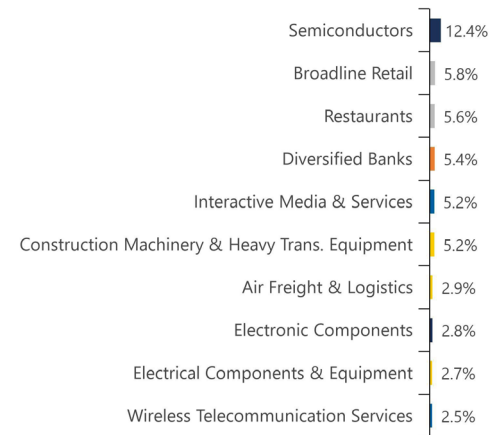 Semiconductors 12.4%
Broadline Retail 5.8%
Restaurants 5.6%
Diversified Banks 5.4%
Interactive Media & Services 5.2%
Construction Machinery & Heavy Trans. Equipment 5.2%
Air Freight & Logistics 2.9%
Electronic Components 2.8%
Electrical Components & Equipment 2.7%
Wireless Telecommunication Services 2.5%